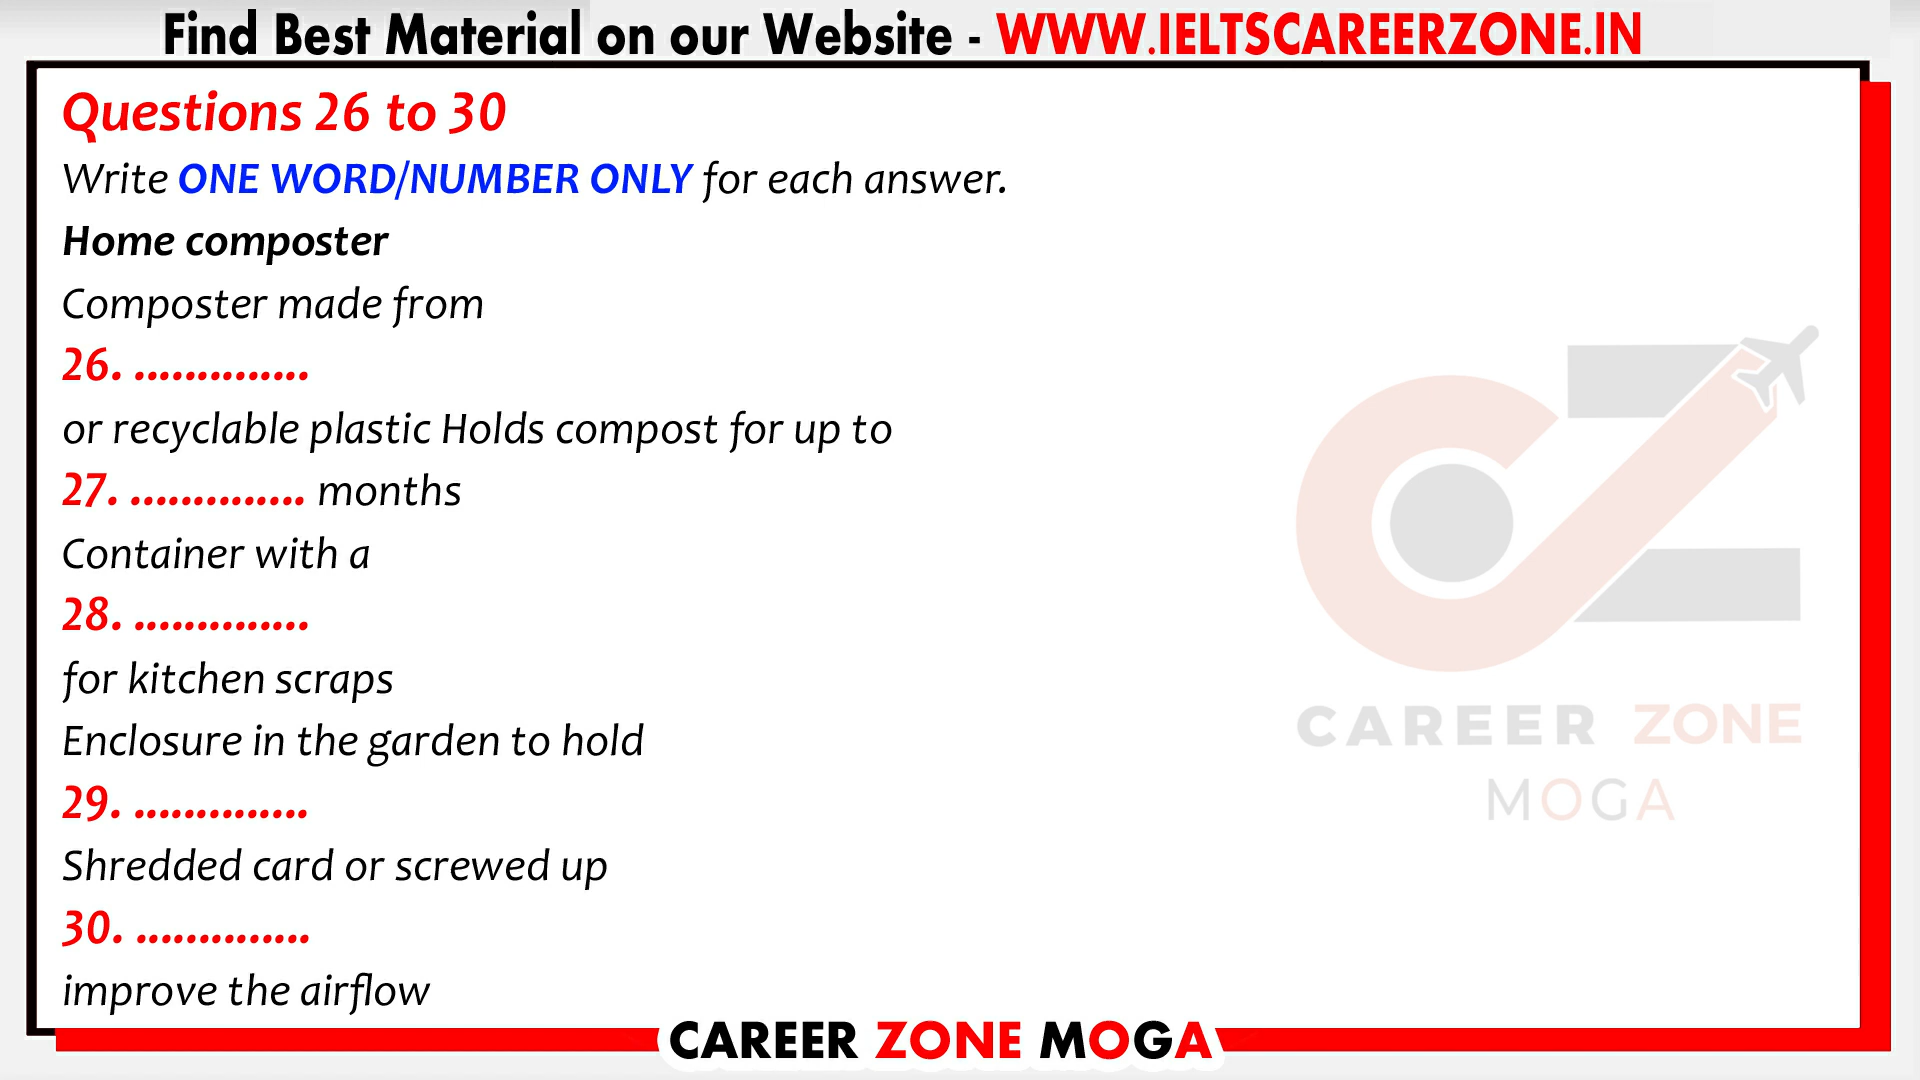 Find Best Material on our Website - WWW.IELTSCAREERZONE.IN
Questions 26 to 30
Write ONE WORD/NUMBER ONLY for each answer.
Home composter
Composter made from
26. ..............
or recyclable plastic Holds compost for up to
27. .............. months
Container with a
28. ..............
for kitchen scraps
Enclosure in the garden to hold
29. ..............
Shredded card or screwed up
30. ..............
improve the airflow
CAREER ZONE
MOGA
CAREER ZONE MOGA